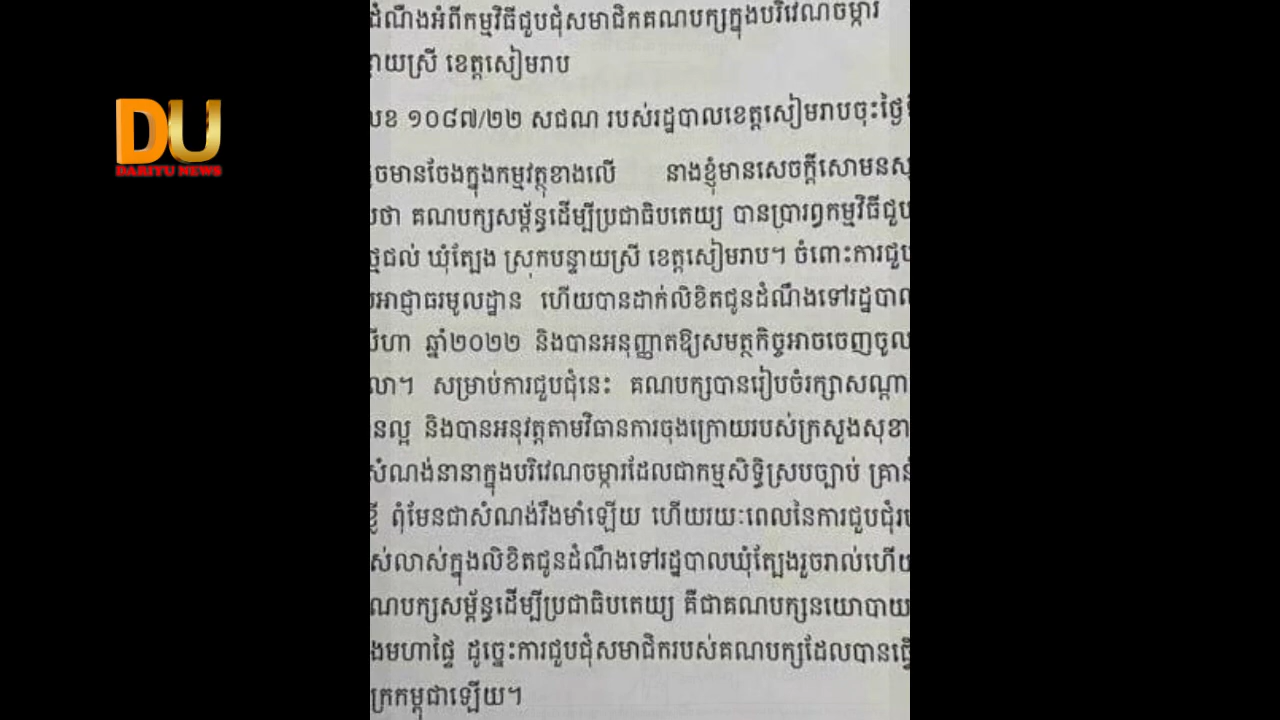 DU
DARITU NEWS
ដំណឹងអំពីកម្មវិធីជួបជុំសមាជិកគណបក្សក្នុងបរិវេណចម្ការ
ន្ទាយស្រី ខេត្តសៀមរាប
លេខ ១០៨៧/២២ សជណ របស់រដ្ឋបាលខេត្តសៀមរាបចុះថ្ងៃទី
ដូចមានចែងក្នុងកម្មវត្ថុខាងលើ នាងខ្ញុំមានសេចក្តីសោមនស្ស
បថា គណបក្សសម្ព័ន្ធដើម្បីប្រជាធិបតេយ្យ បានប្រារព្ធកម្មវិធីជួប
ថ្មជល់ ឃុំត្បែង ស្រុកបន្ទាយស្រី ខេត្តសៀមរាប។ ចំពោះការជួប
អាជ្ញាធរមូលដ្ឋាន ហើយបានដាក់លិខិតជូនដំណឹងទៅរដ្ឋបាល
សីហា ឆ្នាំ២០២២ និងបានអនុញ្ញាតឱ្យសមត្ថកិច្ចអាចចេញចូល
លា។ សម្រាប់ការជួបជុំនេះ គណបក្សបានរៀបចំរក្សាសណ្តា
នល្អ និងបានអនុវត្តតាមវិធានការចុងក្រោយរបស់ក្រសួងសុខា
សំណង់នានាក្នុងបរិវេណចម្ការដែលជាកម្មសិទ្ធិស្របច្បាប់ គ្រាន់
ខ្លី ពុំមែនជាសំណង់រឹងមាំឡើយ ហើយរយៈពេលនៃការជួបជុំរប
ស់លាស់ក្នុងលិខិតជូនដំណឹងទៅរដ្ឋបាលឃុំត្បែងរួចរាល់ហើយ
ណបក្សសម្ព័ន្ធដើម្បីប្រជាធិបតេយ្យ គឺជាគណបក្សនយោបាយ
ងមហាផ្ទៃ ដូច្នេះការជួបជុំសមាជិករបស់គណបក្សដែលបានធ្វើ
ក្រកម្ពុជាឡើយ។